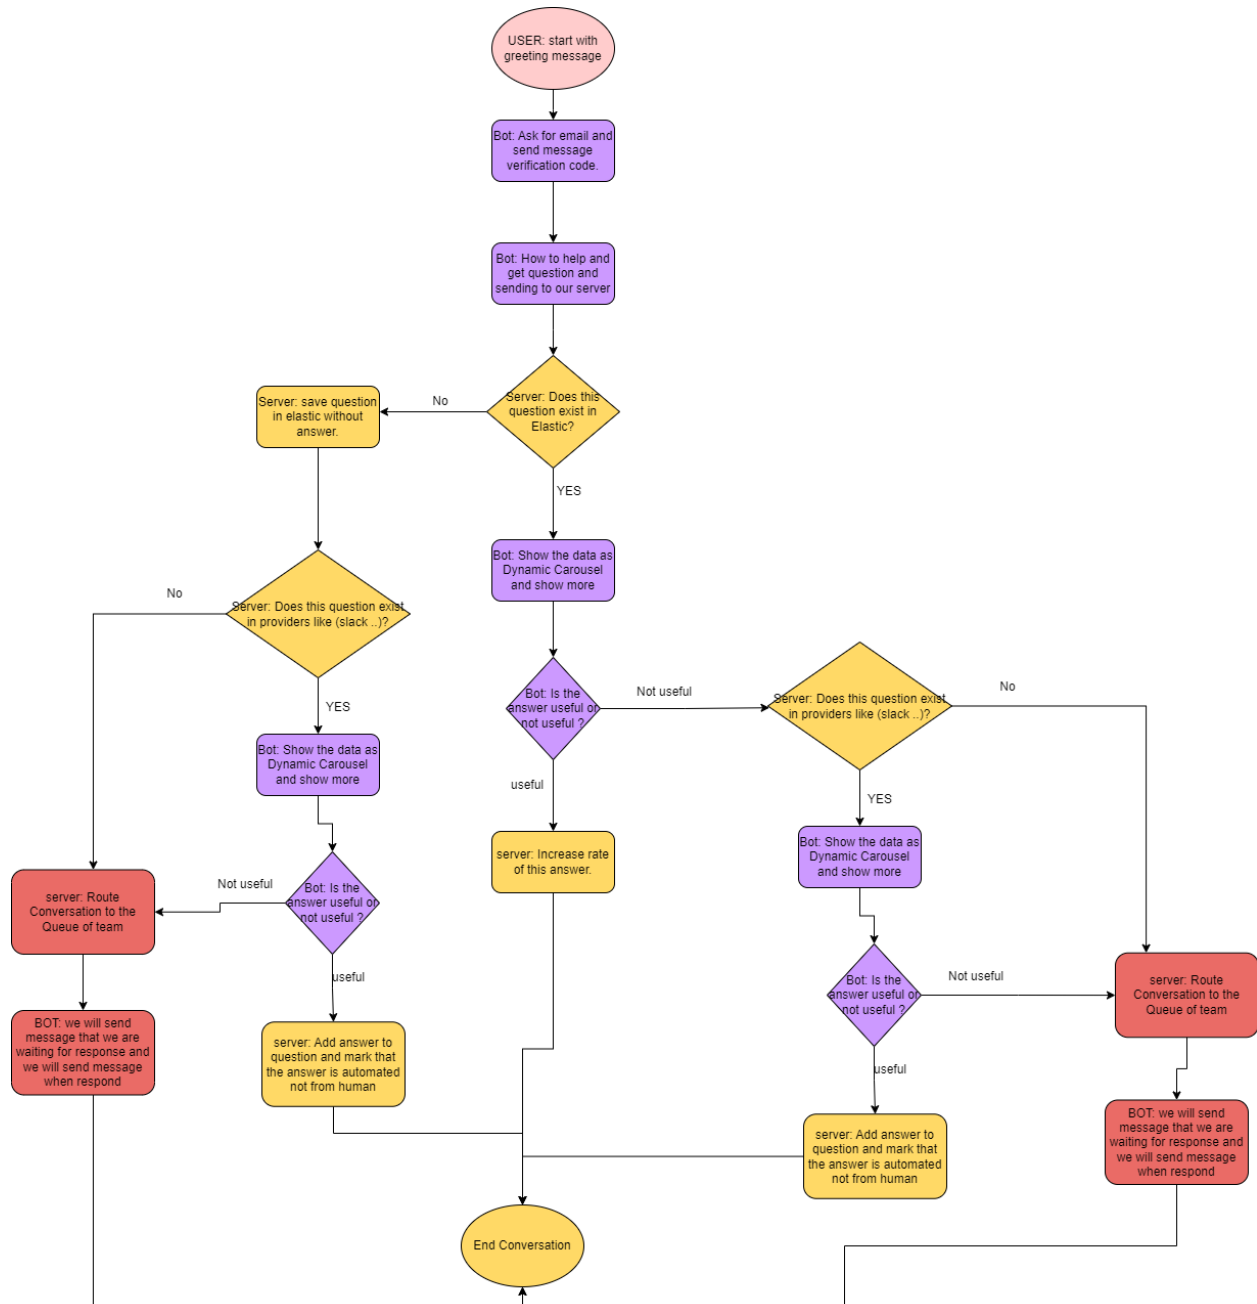 USER: start with
greeting message
Bot: Ask for email and
send message
verification code.
Bot: How to help and
get question and
sending to our server
Server: Does this
question exist in
Elastic?
No
Server: save question
in elastic without
answer.
YES
Bot: Show the data as
Dynamic Carousel
and show more
Server: Does this question exist
in providers like (slack ..)?
No
YES
Bot: Show the data as
Dynamic Carousel
and show more
Bot: Is the
answer useful or
not useful ?
Not useful
useful
Server: Does this question exist
in providers like (slack ..)?
No
YES
server: Increase rate
of this answer.
Bot: Show the data as
Dynamic Carousel
and show more
Bot: Is the
answer useful or
not useful ?
Not useful
useful
server: Route
Conversation to the
Queue of team
BOT: we will send
message that we are
waiting for response and
we will send message
when respond
server: Add answer to
question and mark that
the answer is automated
not from human
Bot: Is the
answer useful or
not useful ?
Not useful
useful
server: Route
Conversation to the
Queue of team
server: Add answer to
question and mark that
the answer is automated
not from human
BOT: we will send
message that we are
waiting for response and
we will send message
when respond
End Conversation